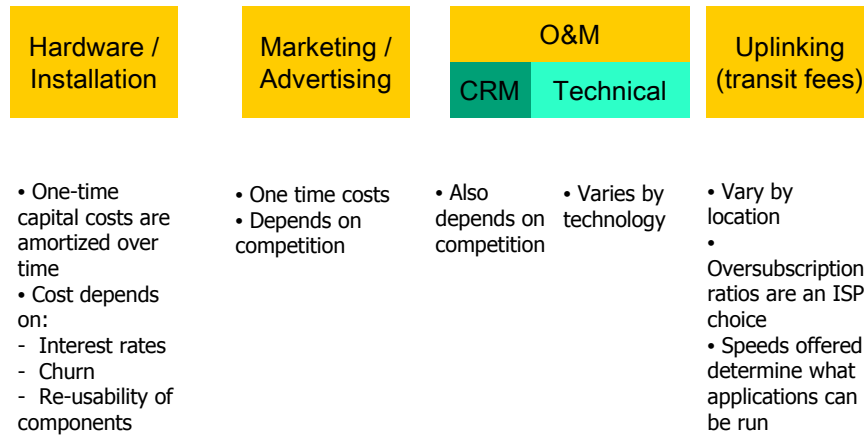 Hardware /
Installation
Marketing /
Advertising
O&M
CRM
Technical
Uplinking
(transit fees)
• One-time
capital costs are
amortized over
time
• Cost depends
on:
- Interest rates
- Churn
- Re-usability of
components
• One time costs
• Depends on
competition
• Also
depends on
competition
• Varies by
technology
• Vary by
location
•
Oversubscription
ratios are an ISP
choice
• Speeds offered
determine what
applications can
be run